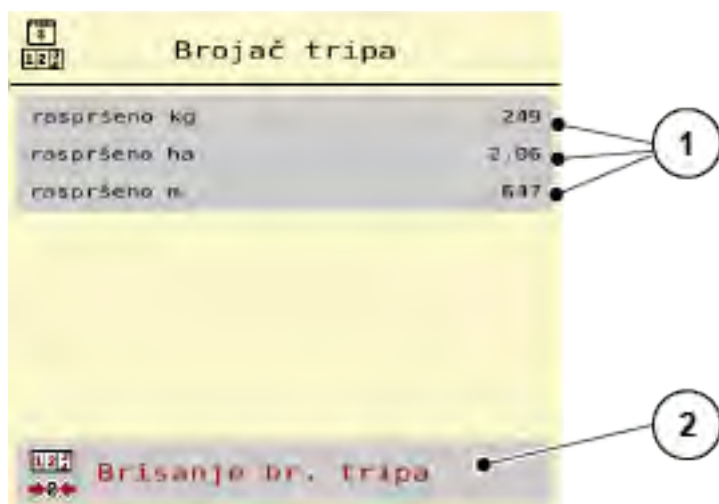 Brojač tripa
raspršeno kg 249
raspršeno ha 2,06
raspršeno m 647
1
Brisanje br. tripa
2